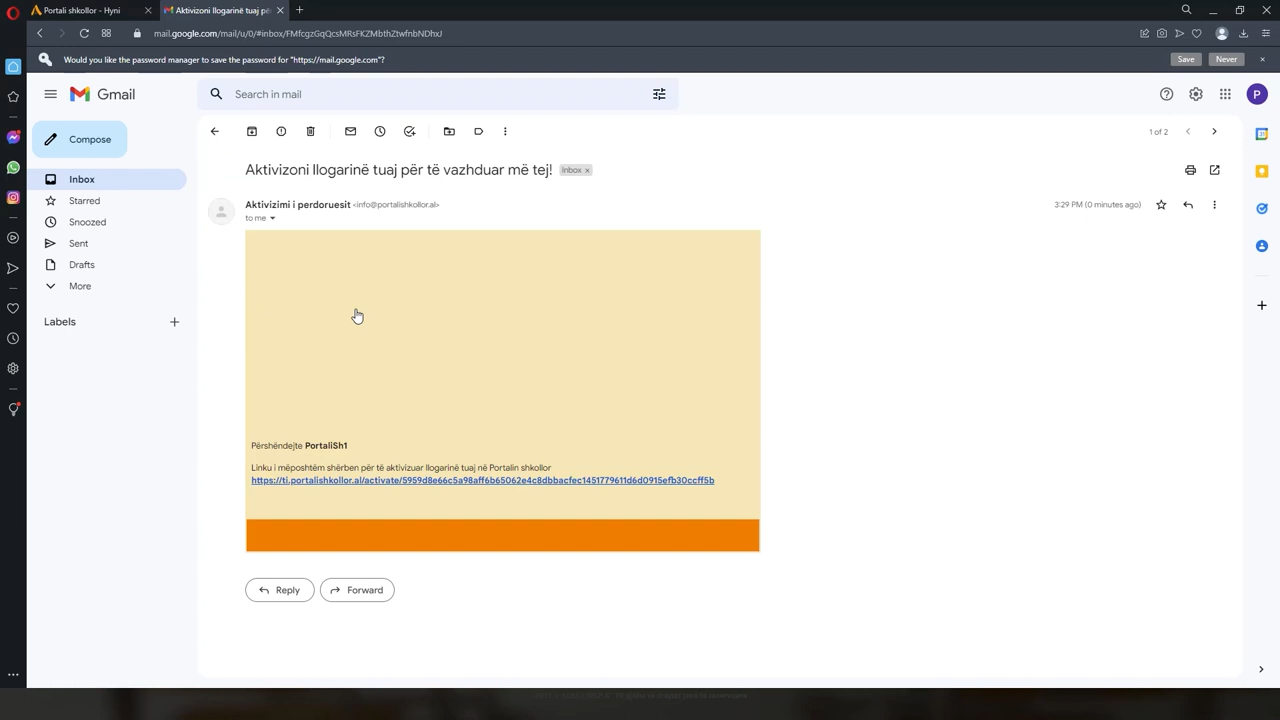 Portali shkollor - Hyni
Aktivizoni llogarinë tuaj për
mail.google.com/mail/u/0/#inbox/FMfcgzGqQcsMRsFKZMbthZtwfnbNDhxJ
Would you like the password manager to save the password for "https://mail.google.com"?
Save
Never
Gmail
Search in mail
P
Compose
1 of 2
Inbox
Starred
Snoozed
Sent
Drafts
More
Labels
Aktivizoni llogarinë tuaj për të vazhduar më tej!
Inbox x
Aktivizimi i perdoruesit <info@portalishkollor.al>
3:29 PM (0 minutes ago)
to me
Përshëndejte PortaliSh1
Linku i mëposhtëm shërben për të aktivizuar llogarinë tuaj në Portalin shkollor
https://ti.portalishkollor.al/activate/5959d8e66c5a98aff6b65062e4c8dbbacfec1451779611d6d0915efb30ccff5b
Reply
Forward